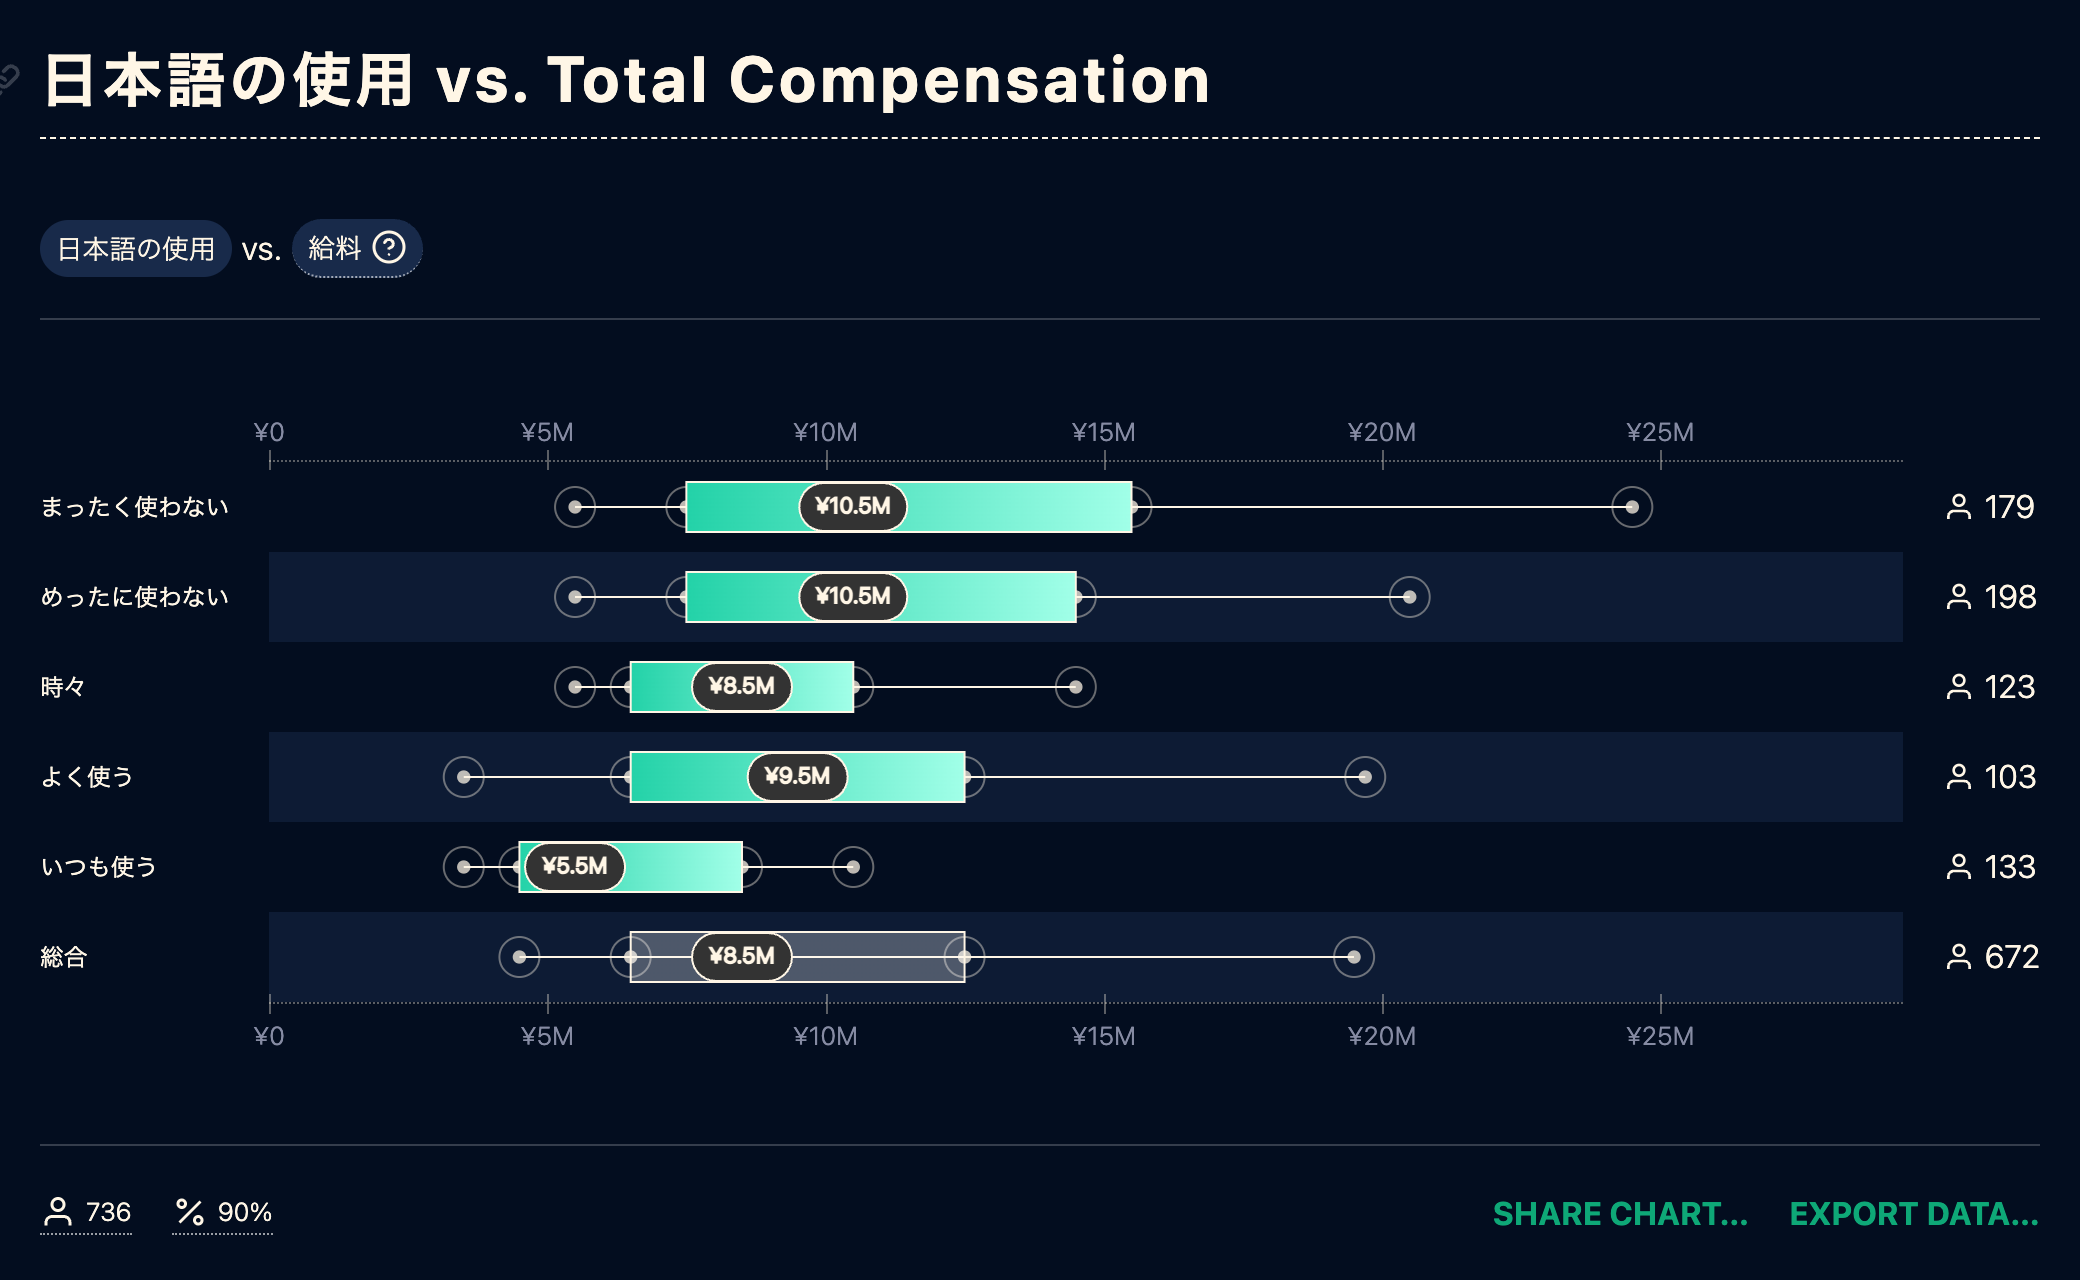 日本語の使用 vs. Total Compensation
日本語の使用 vs. 給料 ?
¥0 ¥5M ¥10M ¥15M ¥20M ¥25M
まったく使わない ¥10.5M 179
めったに使わない ¥10.5M 198
時々 ¥8.5M 123
よく使う ¥9.5M 103
いつも使う ¥5.5M 133
総合 ¥8.5M 672
¥0 ¥5M ¥10M ¥15M ¥20M ¥25M
736 % 90% SHARE CHART... EXPORT DATA...